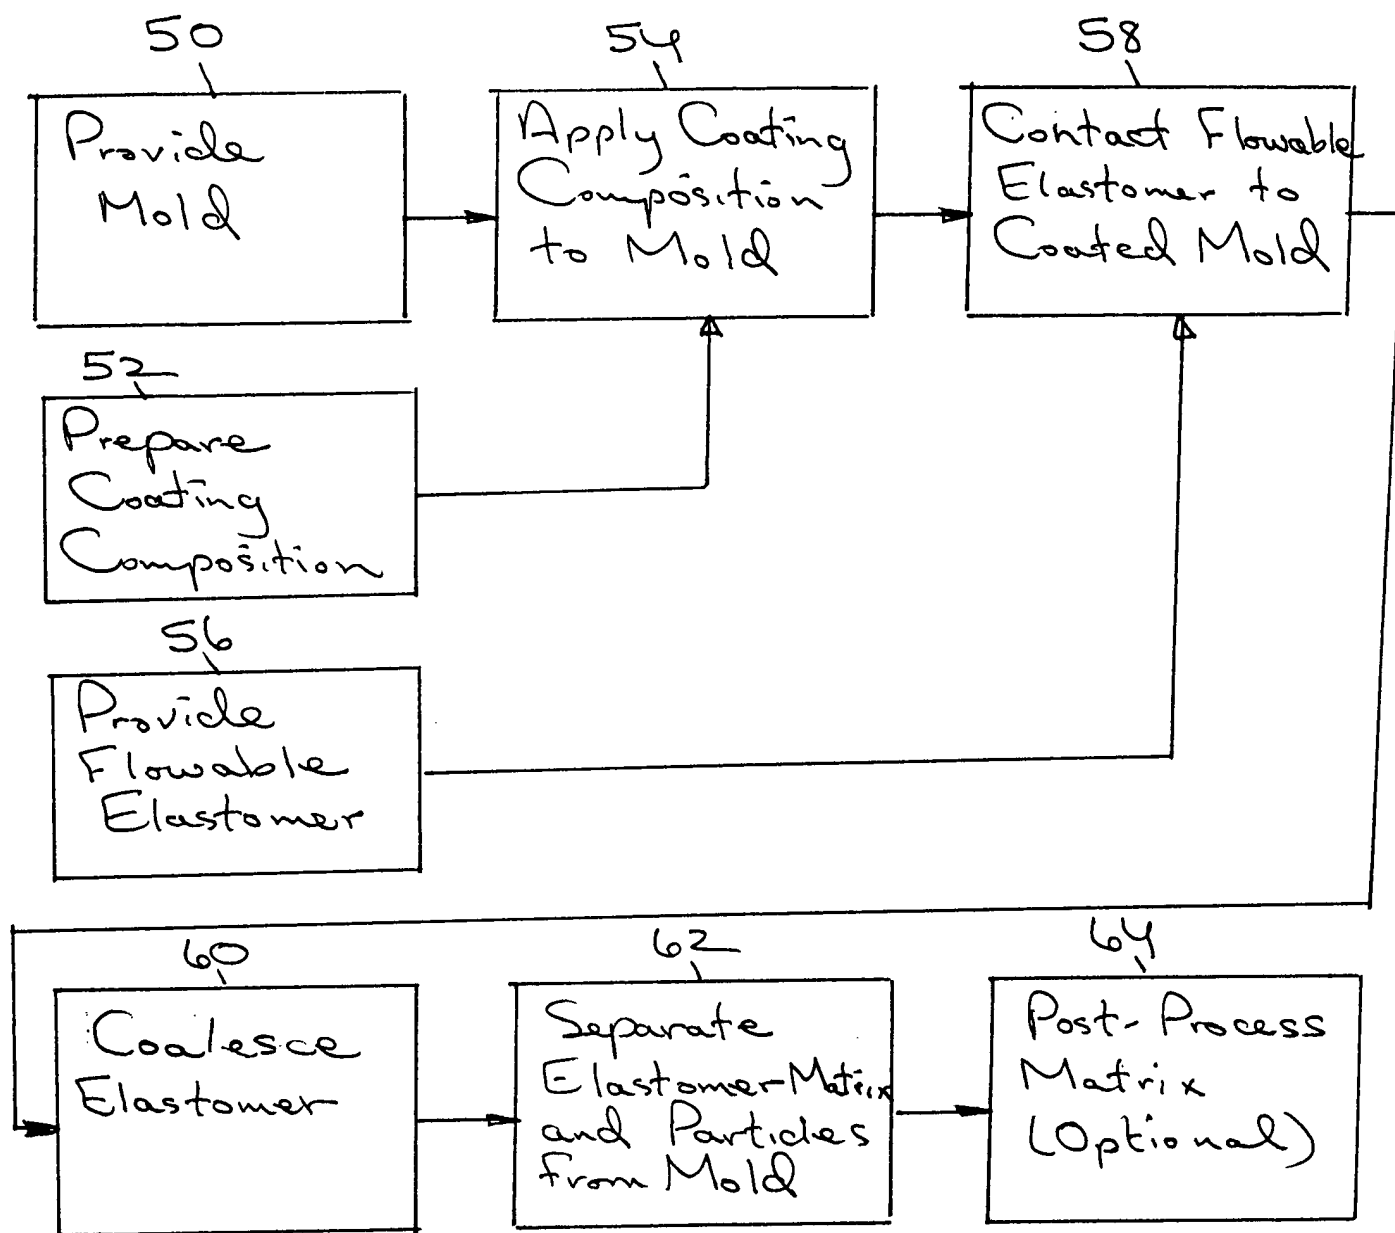 50
Provide
Mold
54
Apply Coating
Composition
to Mold
58
Contact Flowable
Elastomer to
Coated Mold
52
Prepare
Coating
Composition
56
Provide
Flowable
Elastomer
60
Coalesce
Elastomer
62
Separate
Elastomer-Matrix
and Particles
from Mold
64
Post-Process
Matrix
(Optional)